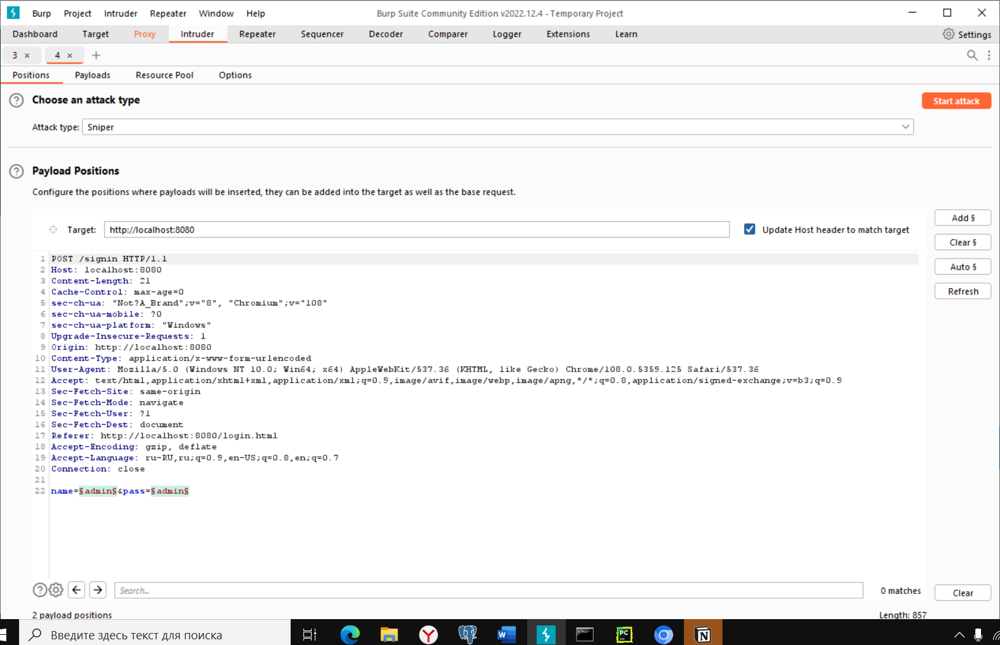 Burp Project Intruder Repeater Window Help Burp Suite Community Edition v2022.12.4 - Temporary Project
Dashboard Target Proxy Intruder Repeater Sequencer Decoder Comparer Logger Extensions Learn Settings
3 × 4 × +
Positions Payloads Resource Pool Options
? Choose an attack type Start attack
Attack type: Sniper
? Payload Positions
Configure the positions where payloads will be inserted, they can be added into the target as well as the base request.
Target: http://localhost:8080 Update Host header to match target
Add §
Clear §
Auto §
Refresh
1 POST /signin HTTP/1.1
2 Host: localhost:8080
3 Content-Length: 21
4 Cache-Control: max-age=0
5 sec-ch-ua: "Not?A_Brand";v="8", "Chromium";v="108"
6 sec-ch-ua-mobile: ?0
7 sec-ch-ua-platform: "Windows"
8 Upgrade-Insecure-Requests: 1
9 Origin: http://localhost:8080
10 Content-Type: application/x-www-form-urlencoded
11 User-Agent: Mozilla/5.0 (Windows NT 10.0; Win64; x64) AppleWebKit/537.36 (KHTML, like Gecko) Chrome/108.0.5359.125 Safari/537.36
12 Accept: text/html,application/xhtml+xml,application/xml;q=0.9,image/avif,image/webp,image/apng,*/*;q=0.8,application/signed-exchange;v=b3;q=0.9
13 Sec-Fetch-Site: same-origin
14 Sec-Fetch-Mode: navigate
15 Sec-Fetch-User: ?1
16 Sec-Fetch-Dest: document
17 Referer: http://localhost:8080/login.html
18 Accept-Encoding: gzip, deflate
19 Accept-Language: ru-RU,ru;q=0.9,en-US;q=0.8,en;q=0.7
20 Connection: close
21
22 name=§admin§&pass=§admin§
? Search... 0 matches Clear
2 payload positions Length: 857
Введите здесь текст для поиска